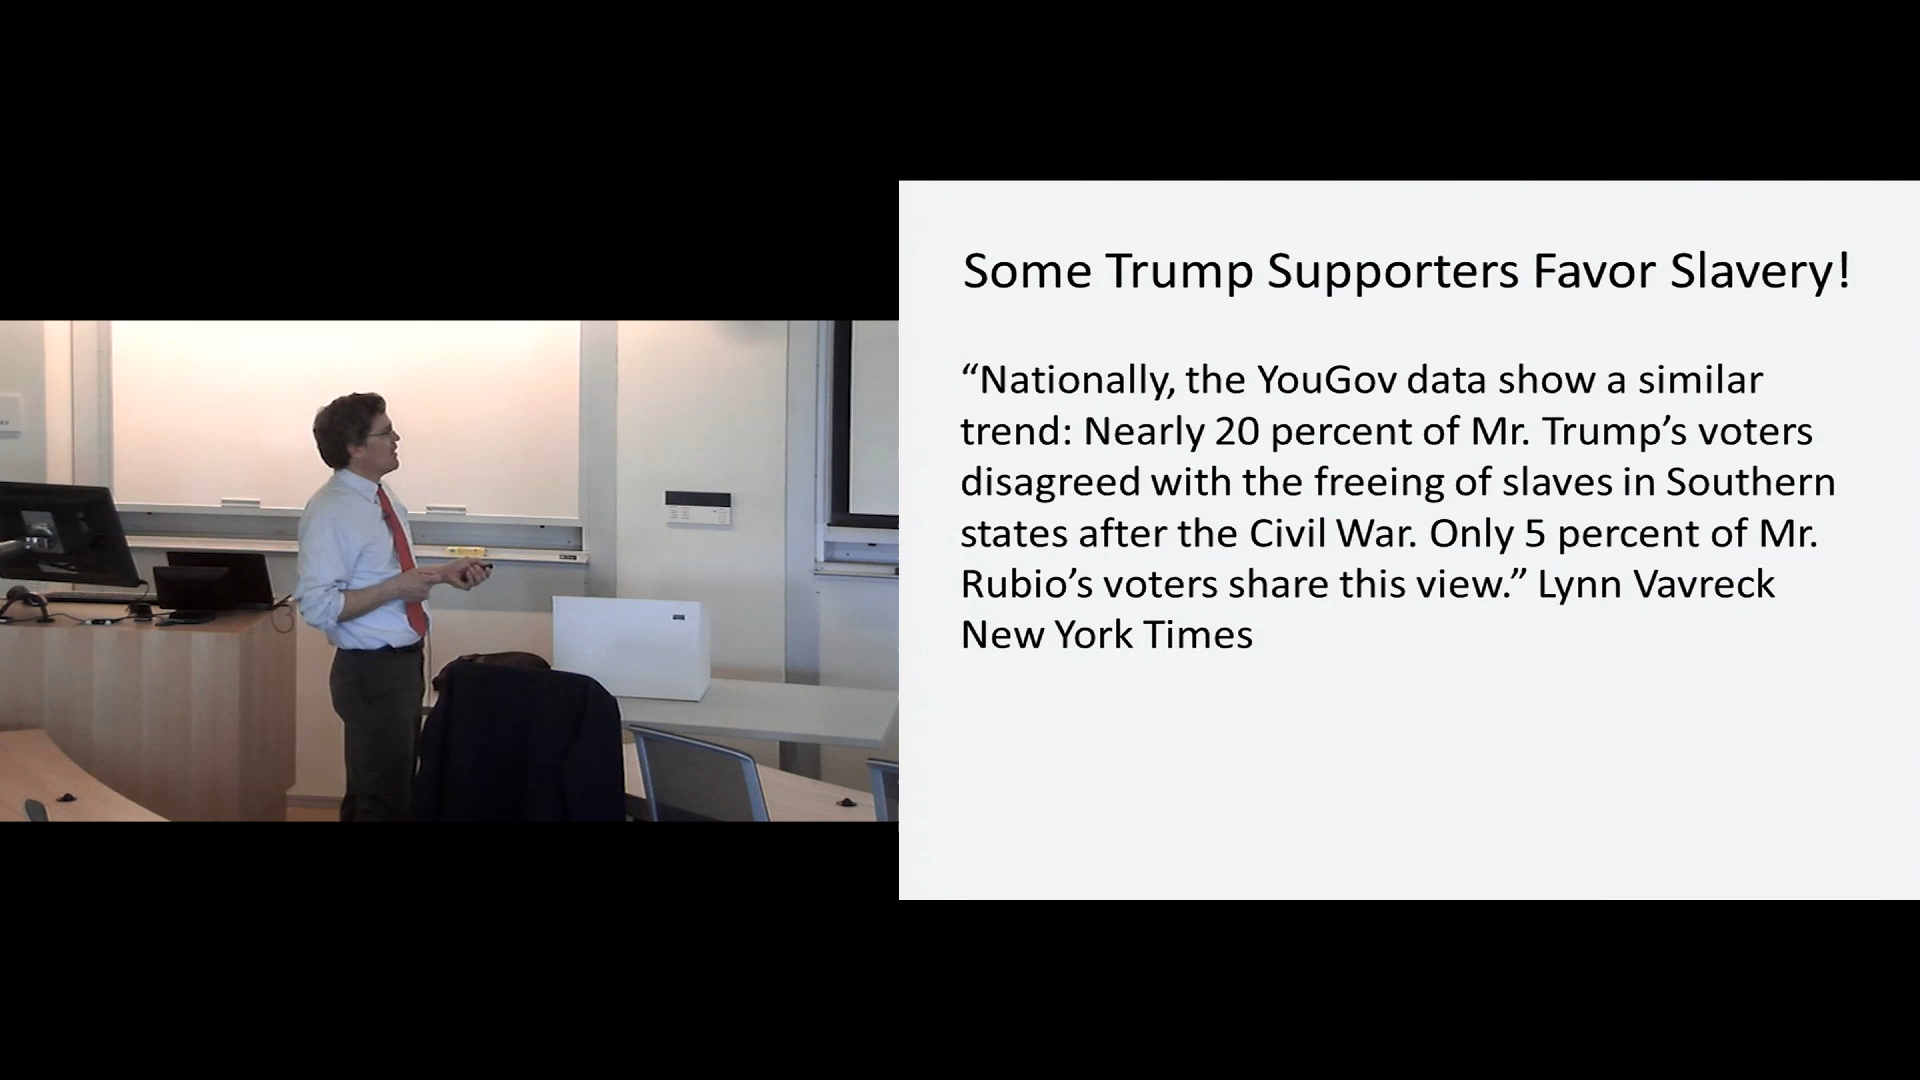 Some Trump Supporters Favor Slavery!
“Nationally, the YouGov data show a similar
trend: Nearly 20 percent of Mr. Trump’s voters
disagreed with the freeing of slaves in Southern
states after the Civil War. Only 5 percent of Mr.
Rubio’s voters share this view.” Lynn Vavreck
New York Times